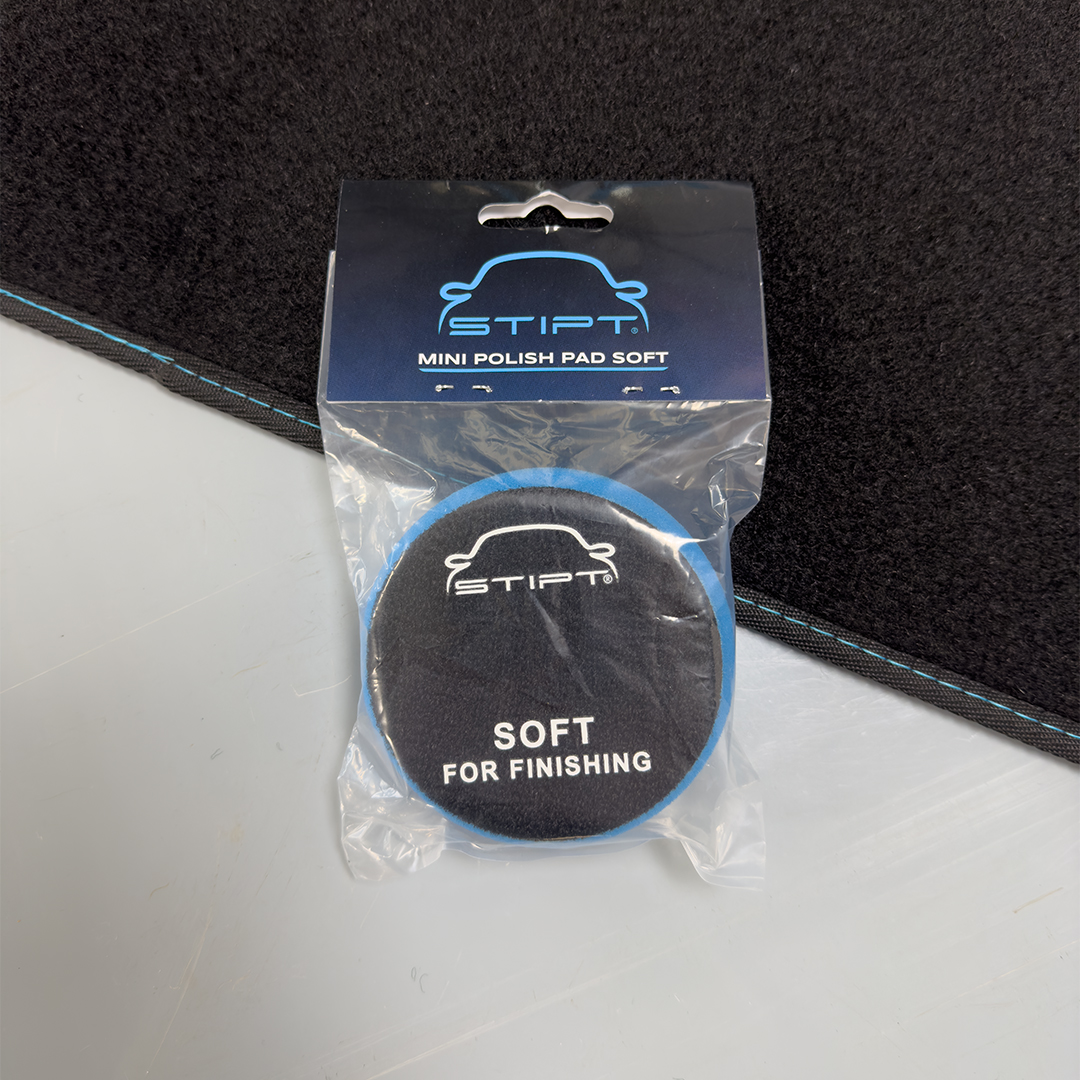 STIPT®
MINI POLISH PAD SOFT
STIPT®
SOFT
FOR FINISHING